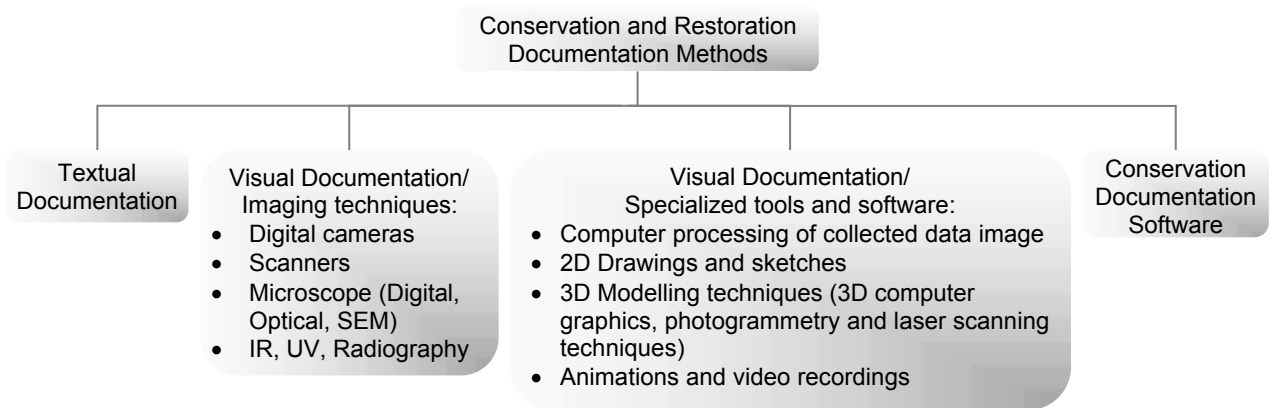 Conservation and Restoration
Documentation Methods
Textual
Documentation
Visual Documentation/
Imaging techniques:
• Digital cameras
• Scanners
• Microscope (Digital,
Optical, SEM)
• IR, UV, Radiography
Visual Documentation/
Specialized tools and software:
• Computer processing of collected data image
• 2D Drawings and sketches
• 3D Modelling techniques (3D computer
graphics, photogrammetry and laser scanning
techniques)
• Animations and video recordings
Conservation
Documentation
Software